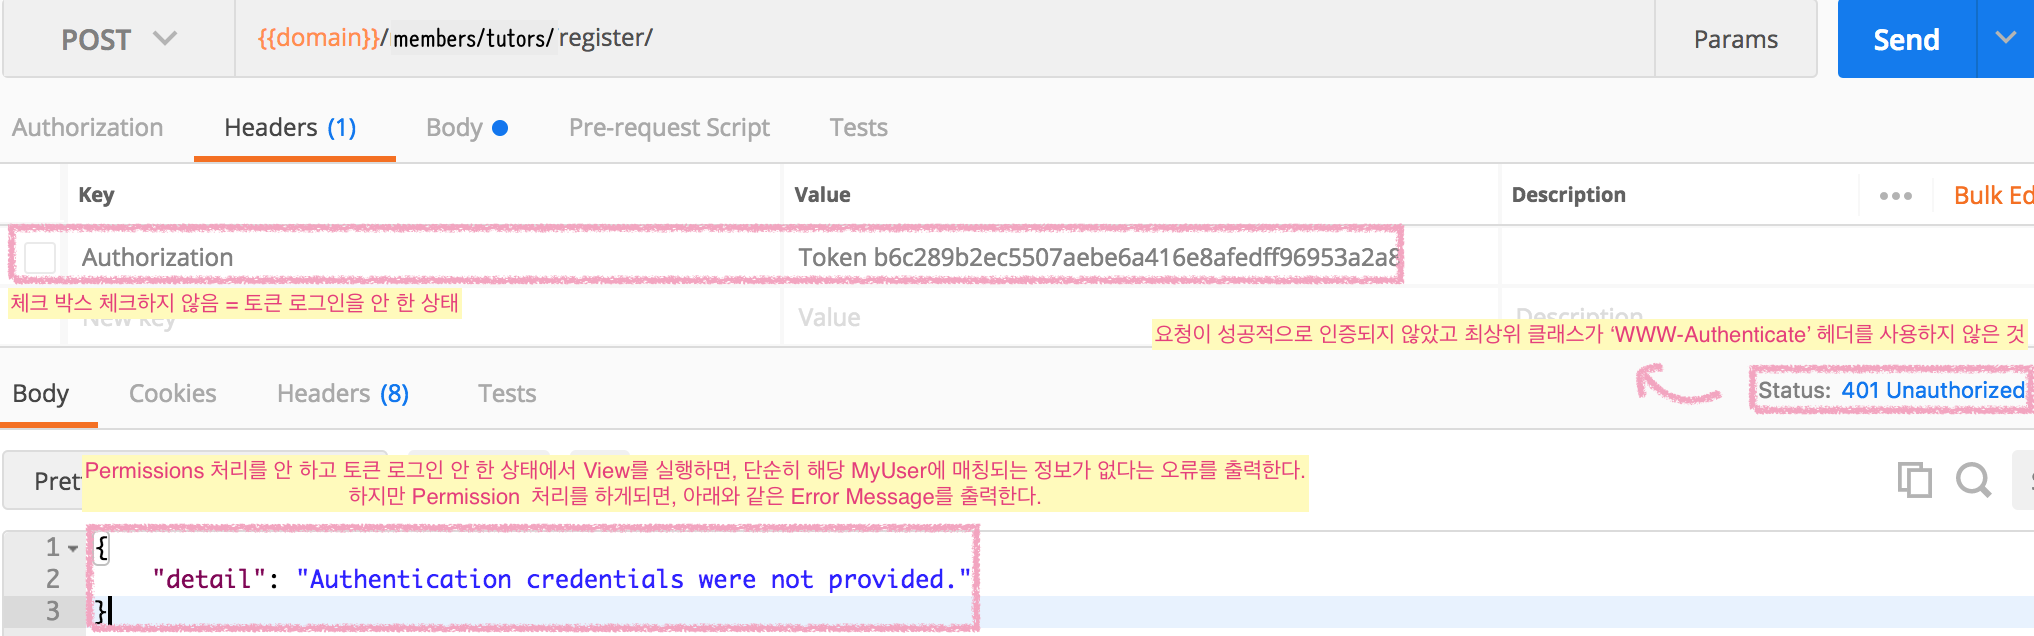 POST {{domain}}/members/tutors/register/ Params Send
Authorization Headers (1) Body Pre-request Script Tests
Key Value Description Bulk Ed
Authorization Token b6c289b2ec5507aebe6a416e8afedff96953a2a8
체크 박스 체크하지 않음 = 토큰 로그인을 안 한 상태
New key Value Description
요청이 성공적으로 인증되지 않았고 최상위 클래스가 ‘WWW-Authenticate’ 헤더를 사용하지 않은 것
Body Cookies Headers (8) Tests Status: 401 Unauthorized
Pret
Permissions 처리를 안 하고 토큰 로그인 안 한 상태에서 View를 실행하면, 단순히 해당 MyUser에 매칭되는 정보가 없다는 오류를 출력한다.
하지만 Permission 처리를 하게되면, 아래와 같은 Error Message를 출력한다.
1 {
2 "detail": "Authentication credentials were not provided."
3 }